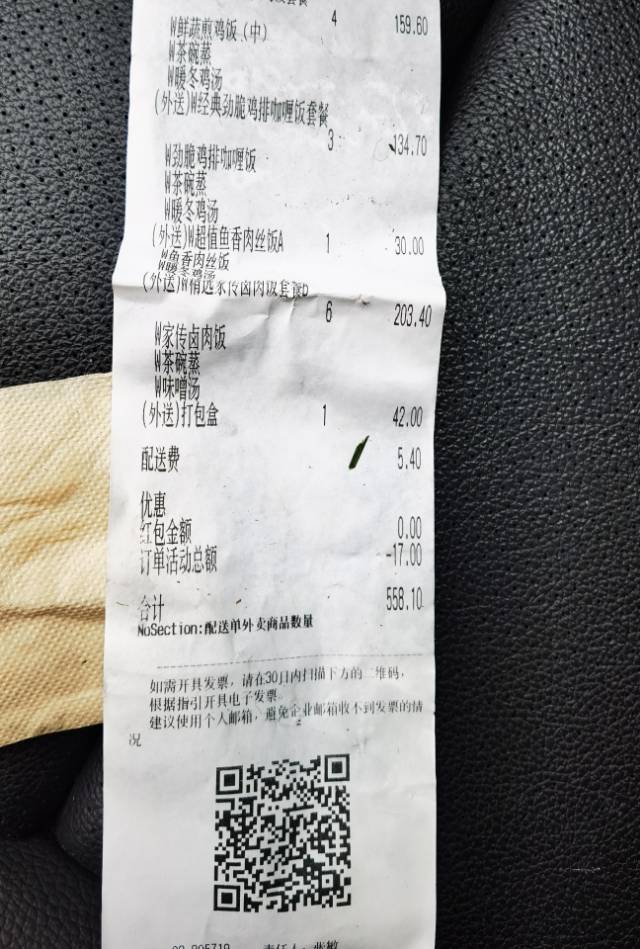 4 159.60
W鲜蔬煎鸡饭(中)
W茶碗蒸
W暖冬鸡汤
(外送)W经典劲脆鸡排咖喱饭套餐
3 134.70
W劲脆鸡排咖喱饭
W茶碗蒸
W暖冬鸡汤
(外送)W超值鱼香肉丝饭A 1 30.00
W鱼香肉丝饭
W暖冬鸡汤
(外送)W精选家传卤肉饭套餐D
6 203.40
W家传卤肉饭
W茶碗蒸
W味噌汤
(外送)打包盒 1 42.00
配送费 5.40
优惠
红包金额 0.00
订单活动总额 -17.00
合计 558.10
NoSection:配送单外卖商品数量
如需开具发票，请在30日内扫描下方的二维码，
根据指引开具电子发票
建议使用个人邮箱，避免企业邮箱收不到发票的情
况